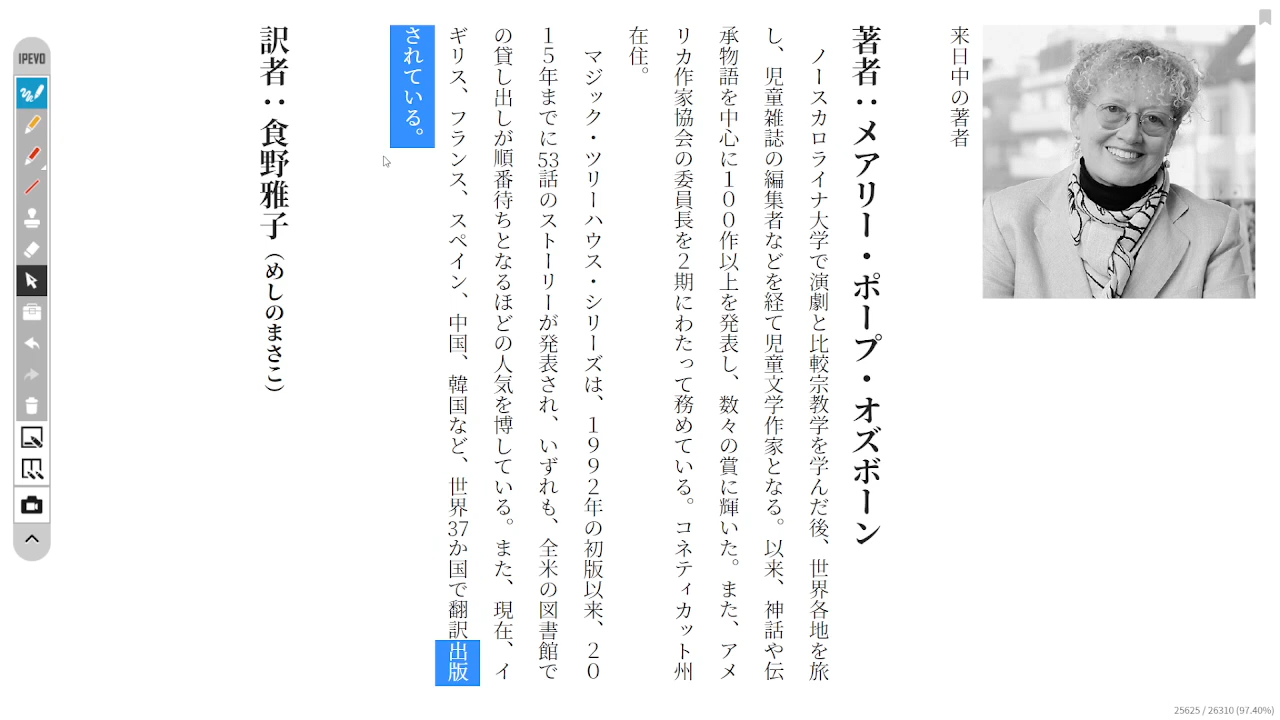 来日中の著者
著者：メアリー・ポープ・オズボーン
ノースカロライナ大学で演劇と比較宗教学を学んだ後、世界各地を旅
し、児童雑誌の編集者などを経て児童文学作家となる。以来、神話や伝
承物語を中心に１００作以上を発表し、数々の賞に輝いた。また、アメ
リカ作家協会の委員長を２期にわたって務めている。コネティカット州
在住。
マジック・ツリーハウス・シリーズは、１９９２年の初版以来、２０
１５年までに53話のストーリーが発表され、いずれも、全米の図書館で
の貸し出しが順番待ちとなるほどの人気を博している。また、現在、イ
ギリス、フランス、スペイン、中国、韓国など、世界37か国で翻訳出版
されている。
訳者：食野雅子（めしのまさこ）
IPEVO
25625 / 26310 (97.40%)